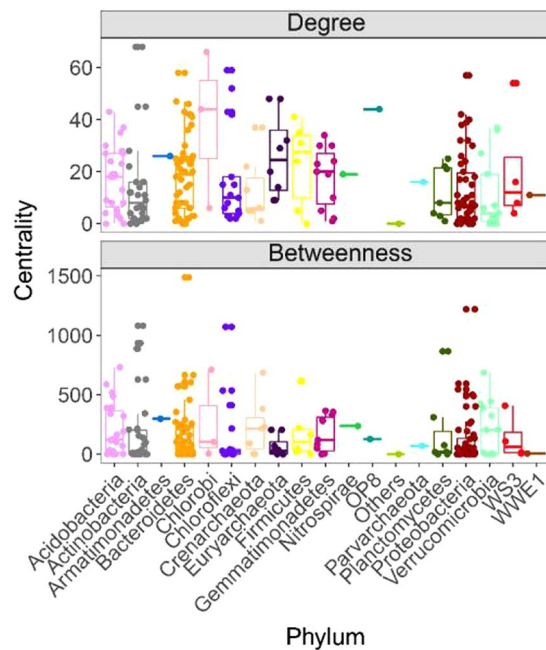 Degree
60
40
20
0
Centrality
Betweenness
1500
1000
500
0
Acidobacteria
Actinobacteria
Armatimonadetes
Bacteroidetes
Chlorobi
Chloroflexi
Crenarchaeota
Euryarchaeota
Firmicutes
Gemmatimonadetes
Nitrospirae
OP8
Others
Parvarchaeota
Planctomycetes
Proteobacteria
Verrucomicrobia
WS3
WWE1
Phylum